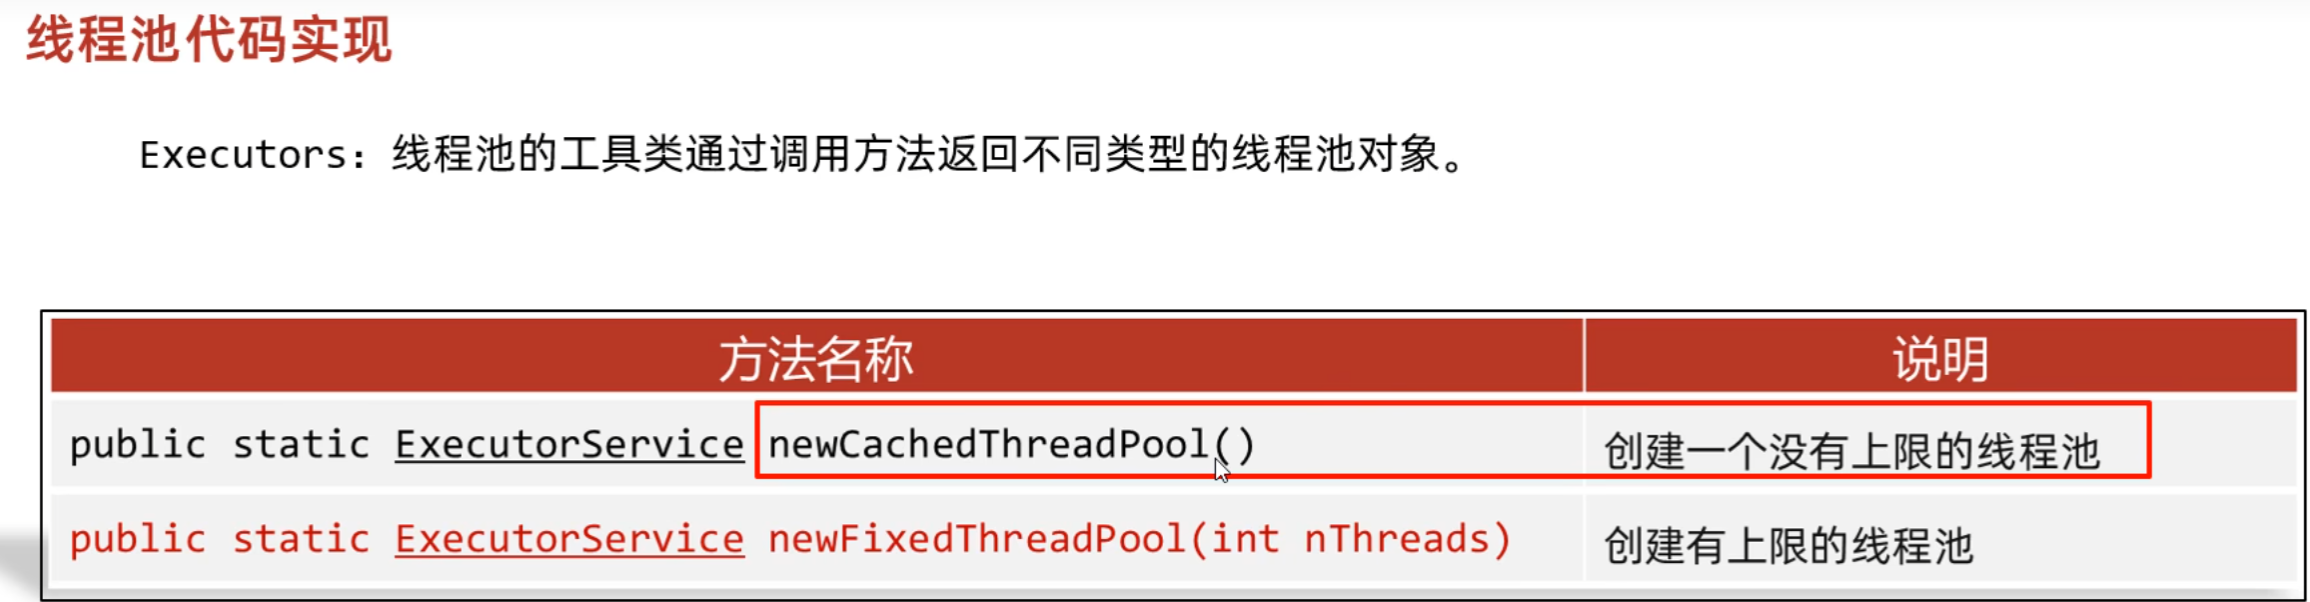 线程池代码实现
Executors: 线程池的工具类通过调用方法返回不同类型的线程池对象。
方法名称 说明
public static ExecutorService newCachedThreadPool() 创建一个没有上限的线程池
public static ExecutorService newFixedThreadPool(int nThreads) 创建有上限的线程池